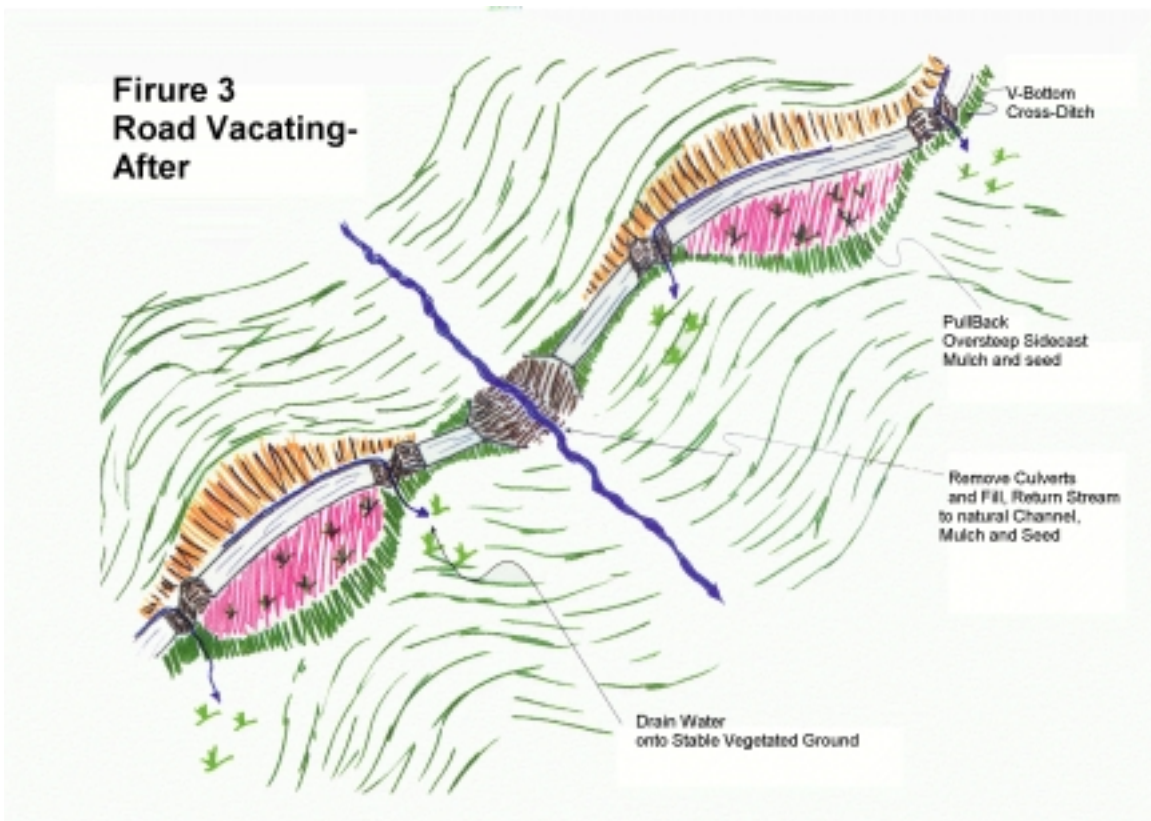 Firure 3
Road Vacating-
After
V-Bottom
Cross-Ditch
PullBack
Oversteep Sidecast
Mulch and seed
Remove Culverts
and Fill, Return Stream
to natural Channel,
Mulch and Seed
Drain Water
onto Stable Vegetated Ground